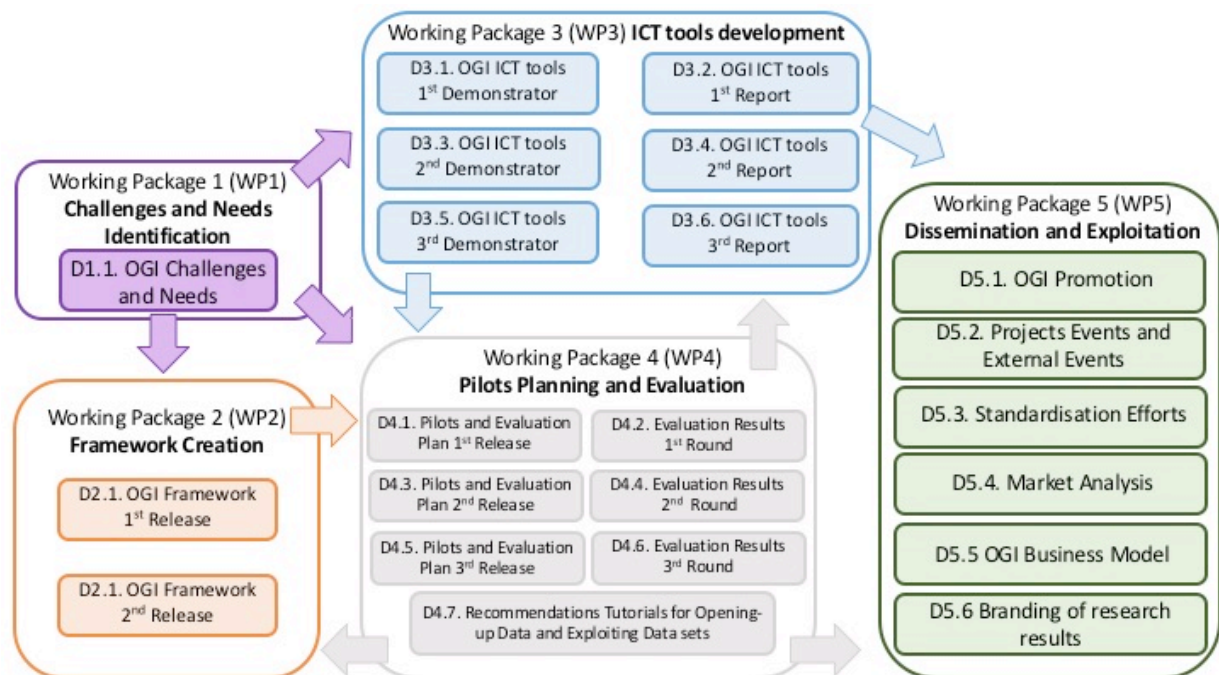 Working Package 3 (WP3) ICT tools development
D3.1. OGI ICT tools
1st Demonstrator
D3.2. OGI ICT tools
1st Report
D3.3. OGI ICT tools
2nd Demonstrator
D3.4. OGI ICT tools
2nd Report
D3.5. OGI ICT tools
3rd Demonstrator
D3.6. OGI ICT tools
3rd Report
Working Package 1 (WP1)
Challenges and Needs
Identification
D1.1. OGI Challenges
and Needs
Working Package 2 (WP2)
Framework Creation
D2.1. OGI Framework
1st Release
D2.1. OGI Framework
2nd Release
Working Package 4 (WP4)
Pilots Planning and Evaluation
D4.1. Pilots and Evaluation
Plan 1st Release
D4.2. Evaluation Results
1st Round
D4.3. Pilots and Evaluation
Plan 2nd Release
D4.4. Evaluation Results
2nd Round
D4.5. Pilots and Evaluation
Plan 3rd Release
D4.6. Evaluation Results
3rd Round
D4.7. Recommendations Tutorials for Opening-
up Data and Exploiting Data sets
Working Package 5 (WP5)
Dissemination and Exploitation
D5.1. OGI Promotion
D5.2. Projects Events and
External Events
D5.3. Standardisation Efforts
D5.4. Market Analysis
D5.5 OGI Business Model
D5.6 Branding of research
results